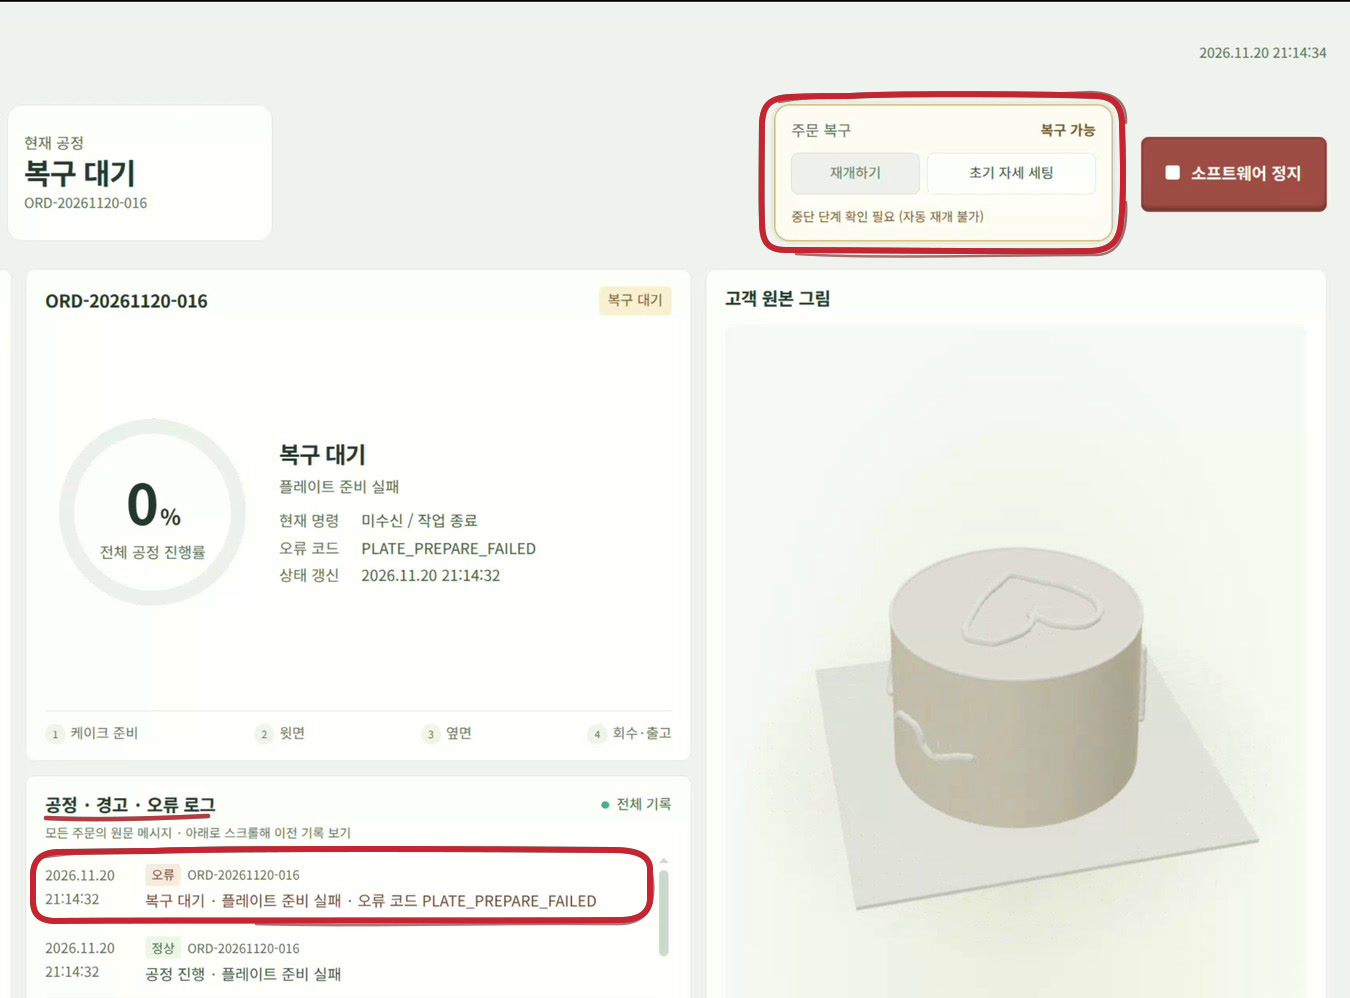 2026.11.20 21:14:34
현재 공정
복구 대기
ORD-20261120-016
주문 복구
복구 가능
재개하기
초기 자세 세팅
중단 단계 확인 필요 (자동 재개 불가)
소프트웨어 정지
ORD-20261120-016
복구 대기
0%
전체 공정 진행률
복구 대기
플레이트 준비 실패
현재 명령 미수신 / 작업 종료
오류 코드 PLATE_PREPARE_FAILED
상태 갱신 2026.11.20 21:14:32
1 케이크 준비
2 윗면
3 옆면
4 회수·출고
고객 원본 그림
공정 · 경고 · 오류 로그
전체 기록
모든 주문의 원문 메시지 · 아래로 스크롤해 이전 기록 보기
2026.11.20
21:14:32
오류 ORD-20261120-016
복구 대기 · 플레이트 준비 실패 · 오류 코드 PLATE_PREPARE_FAILED
2026.11.20
21:14:32
정상 ORD-20261120-016
공정 진행 · 플레이트 준비 실패